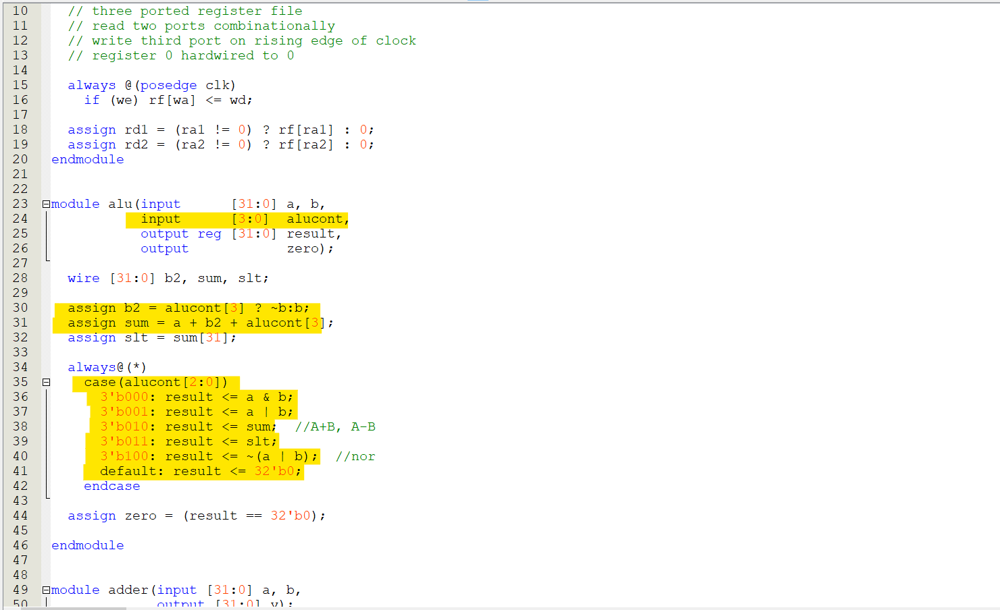 10 // three ported register file
11 // read two ports combinationally
12 // write third port on rising edge of clock
13 // register 0 hardwired to 0
14
15 always @(posedge clk)
16 if (we) rf[wa] <= wd;
17
18 assign rd1 = (ra1 != 0) ? rf[ra1] : 0;
19 assign rd2 = (ra2 != 0) ? rf[ra2] : 0;
20 endmodule
21
22
23 module alu(input [31:0] a, b,
24 input [3:0] alucont,
25 output reg [31:0] result,
26 output zero);
27
28 wire [31:0] b2, sum, slt;
29
30 assign b2 = alucont[3] ? ~b:b;
31 assign sum = a + b2 + alucont[3];
32 assign slt = sum[31];
33
34 always@(*)
35 case(alucont[2:0])
36 3'b000: result <= a & b;
37 3'b001: result <= a | b;
38 3'b010: result <= sum; //A+B, A-B
39 3'b011: result <= slt;
40 3'b100: result <= ~(a | b); //nor
41 default: result <= 32'b0;
42 endcase
43
44 assign zero = (result == 32'b0);
45
46 endmodule
47
48
49 module adder(input [31:0] a, b,
50 output [31:0] y);